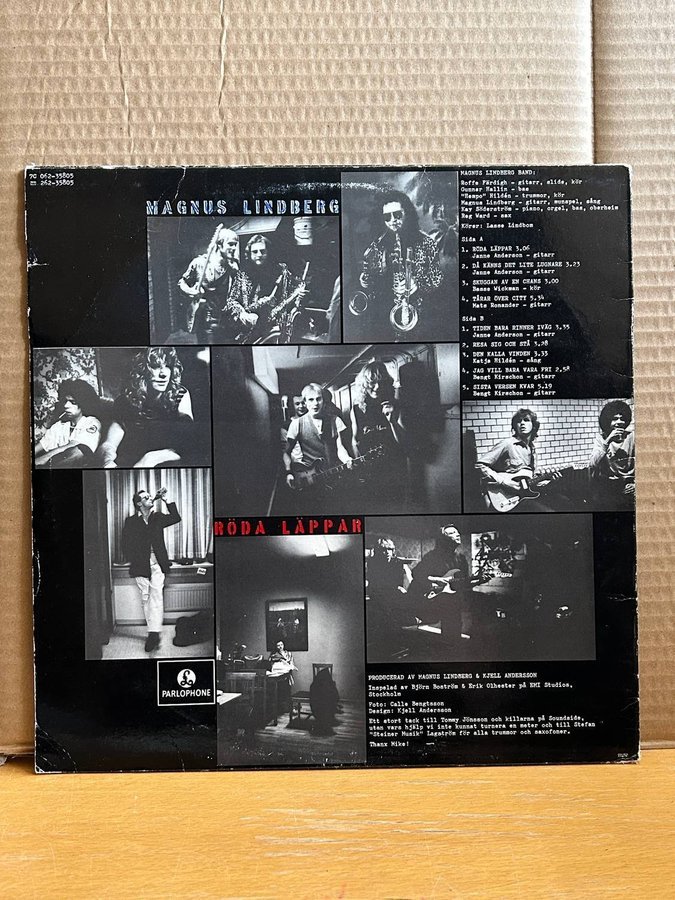 7C 062-35805
262-35805
MAGNUS LINDBERG
MAGNUS LINDBERG BAND:
Roffe Färdigh - gitarr, slide, kör
Gunnar Hallin - bas
"Hempo" Hildén - trummor, kör
Magnus Lindberg - gitarr, munspel, sång
Kay Söderström - piano, orgel, bas, oberheim
Reg Ward - sax
Körer: Lasse Lindbom
Sida A
1. RÖDA LÄPPAR 3.06
Janne Anderson - gitarr
2. DÅ KÄNNS DET LITE LUGNARE 3.23
Janne Anderson - gitarr
3. SKUGGAN AV EN CHANS 3.00
Basse Wickman - kör
4. TÅRAR ÖVER CITY 5.34
Mats Ronander - gitarr
Sida B
1. TIDEN BARA RINNER IVÄG 3.35
Janne Anderson - gitarr
2. RESA SIG OCH STÅ 3.28
3. DEN KALLA VINDEN 3.33
Katja Hildén - sång
4. JAG VILL BARA VARA FRI 2.58
Bengt Kirschon - gitarr
5. SISTA VERSEN KVAR 5.19
Bengt Kirschon - gitarr
RÖDA LÄPPAR
PARLOPHONE
PRODUCERAD AV MAGNUS LINDBERG & KJELL ANDERSSON
Inspelad av Björn Boström & Erik Olhester på EMI Studios,
Stockholm
Foto: Calle Bengtsson
Design: Kjell Andersson
Ett stort tack till Tommy Jönsson och killarna på Soundside,
utan vars hjälp vi inte kunnat turnera en meter och till Stefan
"Steiner Musik" Lagström för alla trummor och saxofoner.
Thanx Mike!